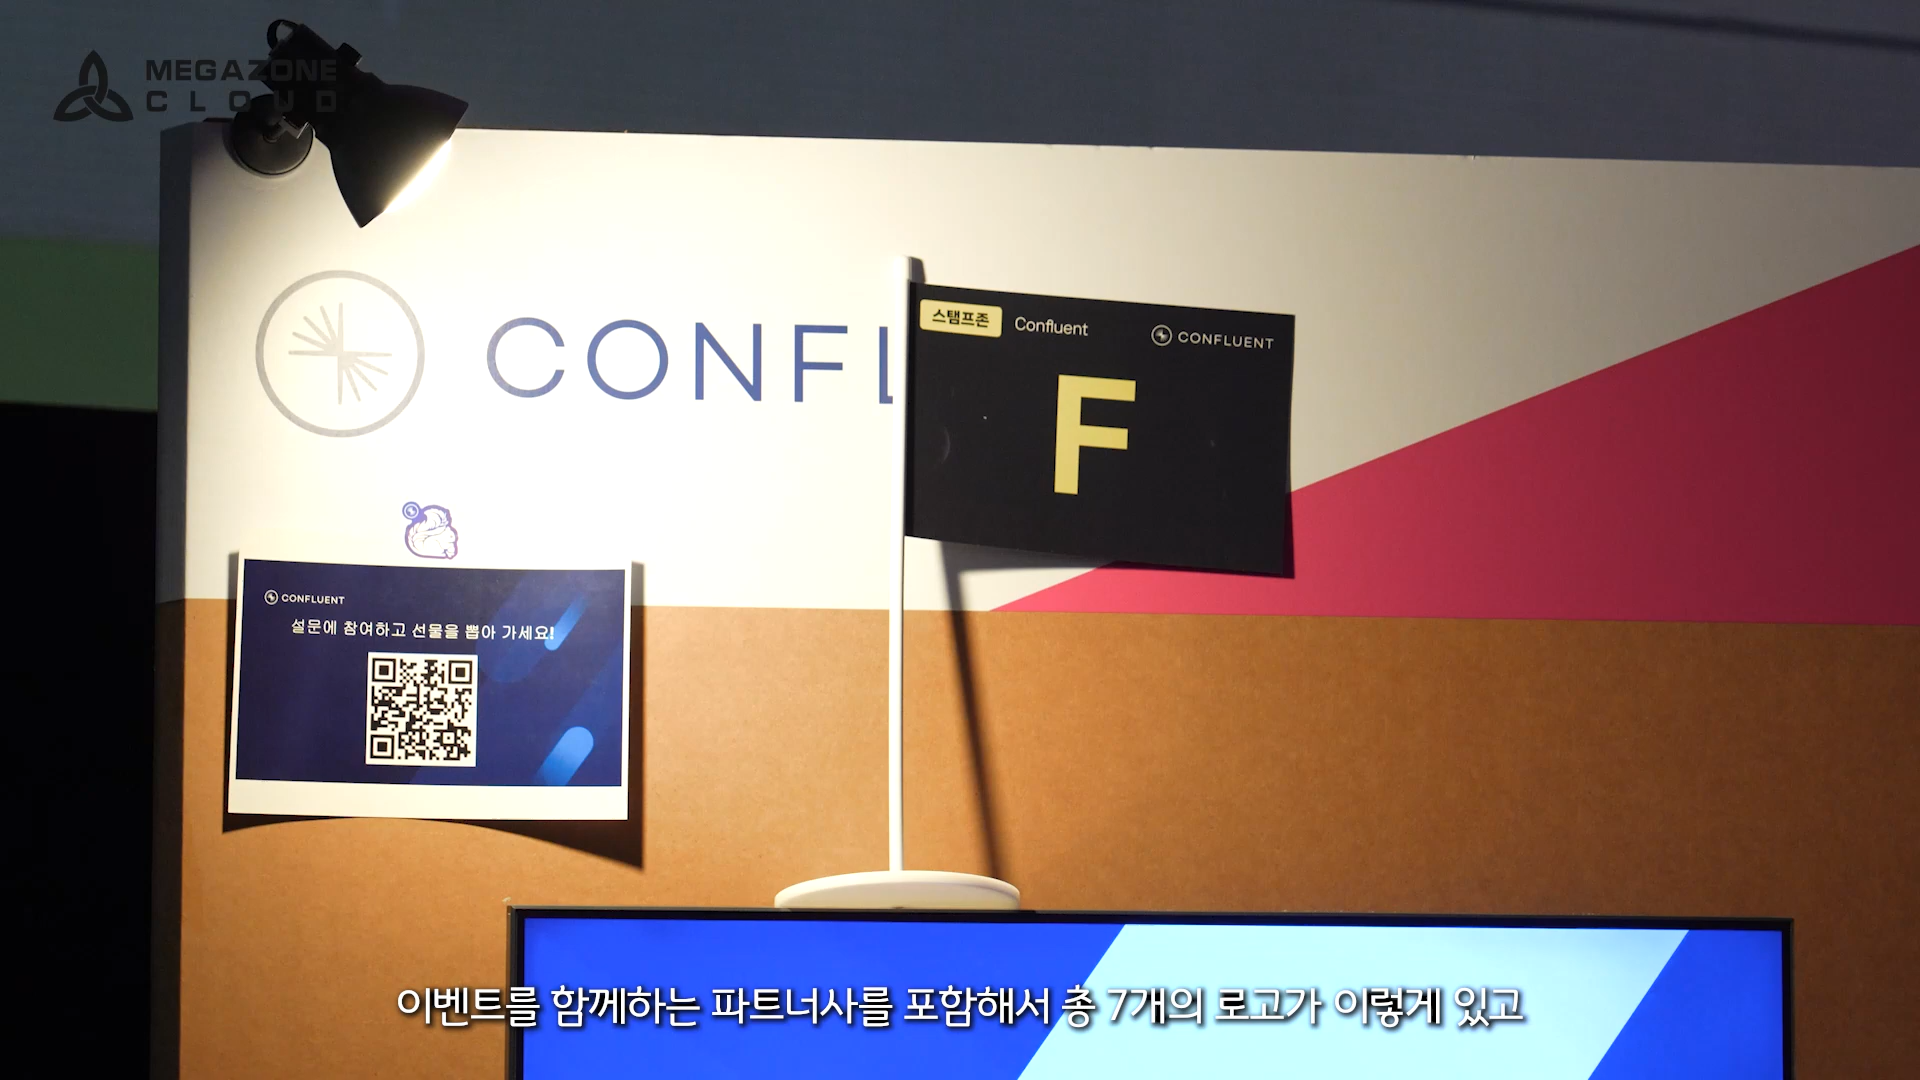 MEGAZONE
CLOUD
CONFL
스탬프존 Confluent CONFLUENT
F
CONFLUENT
설문에 참여하고 선물을 뽑아 가세요!
이벤트를 함께하는 파트너사를 포함해서 총 7개의 로고가 이렇게 있고